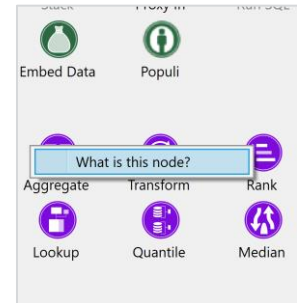 Embed Data Populi
What is this node?
Aggregate Transform Rank
Lookup Quantile Median